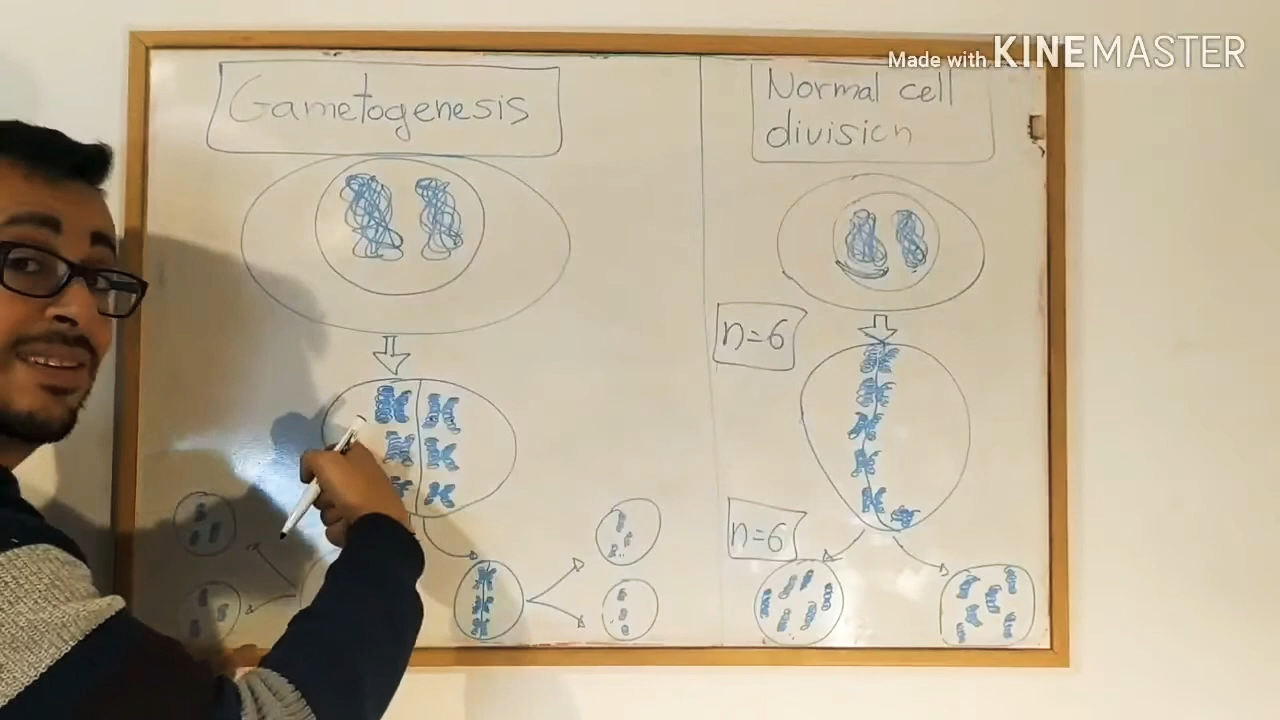 Made with KINEMASTER
Gametogenesis
Normal cell
division
n=6
n=6